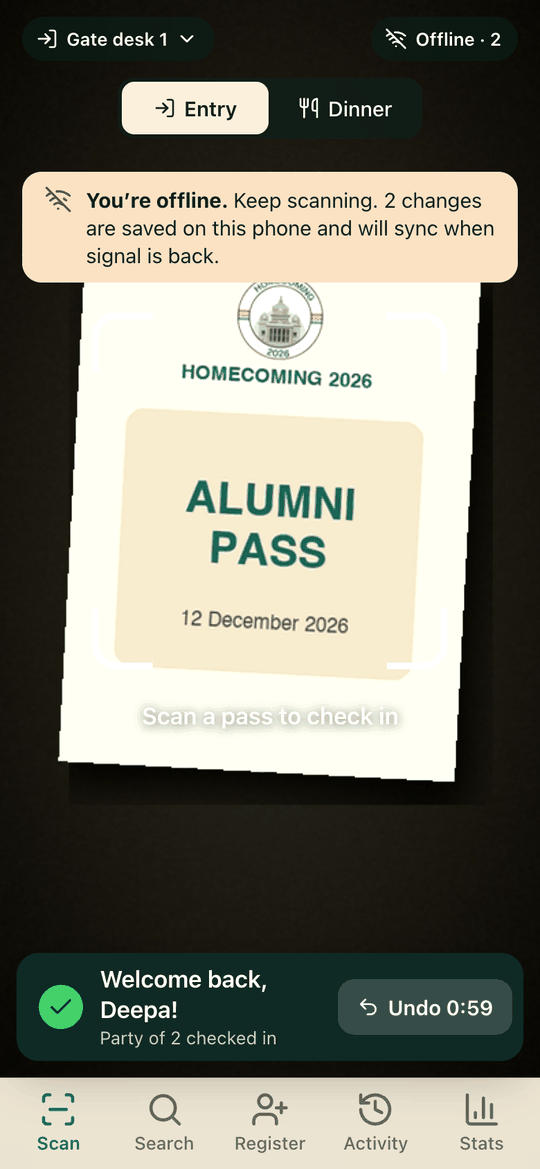 Gate desk 1
Offline · 2
Entry
Dinner
You’re offline. Keep scanning. 2 changes
are saved on this phone and will sync when
signal is back.
HOMECOMING
2026
HOMECOMING 2026
ALUMNI
PASS
12 December 2026
Scan a pass to check in
Welcome back,
Deepa!
Party of 2 checked in
Undo 0:59
Scan
Search
Register
Activity
Stats